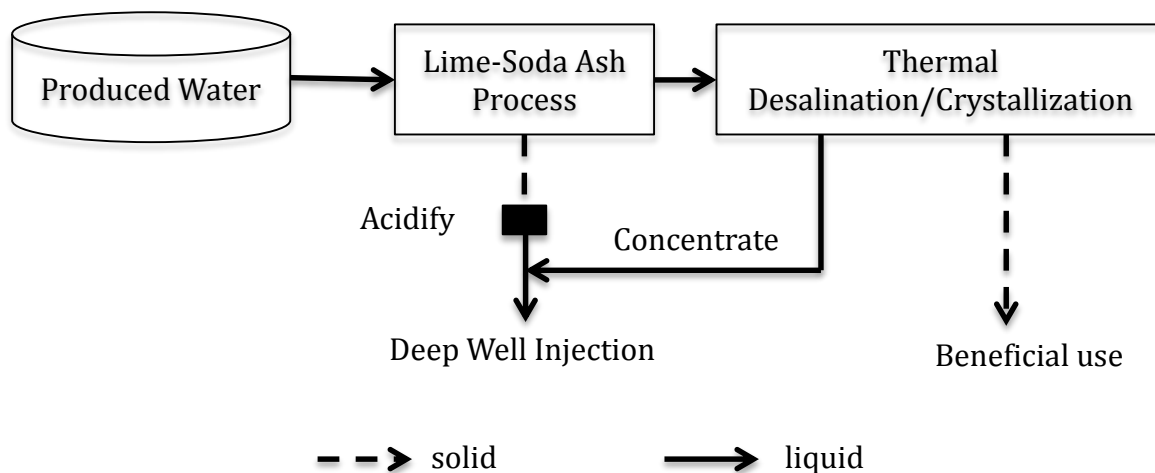 Produced Water
Lime-Soda Ash
Process
Thermal
Desalination/Crystallization
Acidify
Concentrate
Deep Well Injection
Beneficial use
solid
liquid